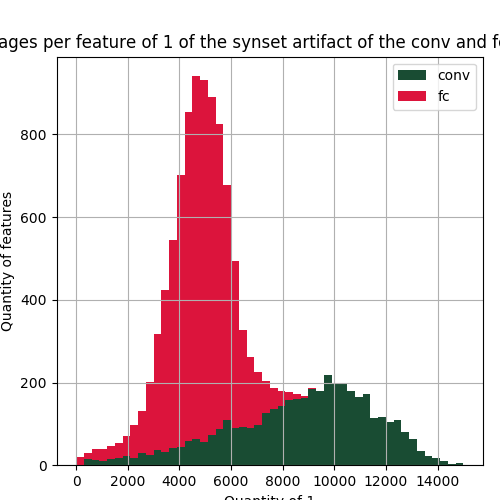 ages per feature of 1 of the synset artifact of the conv and f
conv
fc
Quantity of features
800
600
400
200
0
0 2000 4000 6000 8000 10000 12000 14000
Quantity of 1